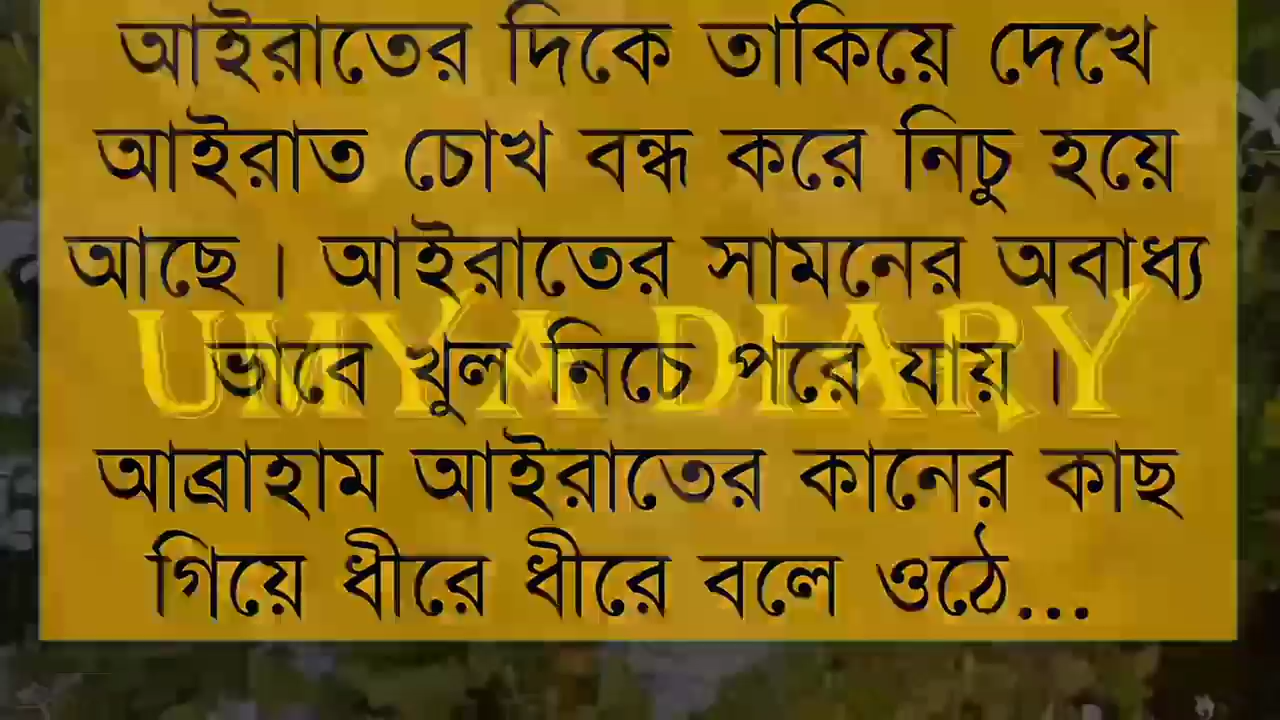 আইরাতের দিকে তাকিয়ে দেখে
আইরাত চোখ বন্ধ করে নিচু হয়ে
আছে। আইরাতের সামনের অবাধ্য
ভাবে খুল নিচে পরে যায়।
UMYA DIARY
আব্রাহাম আইরাতের কানের কাছ
গিয়ে ধীরে ধীরে বলে ওঠে...